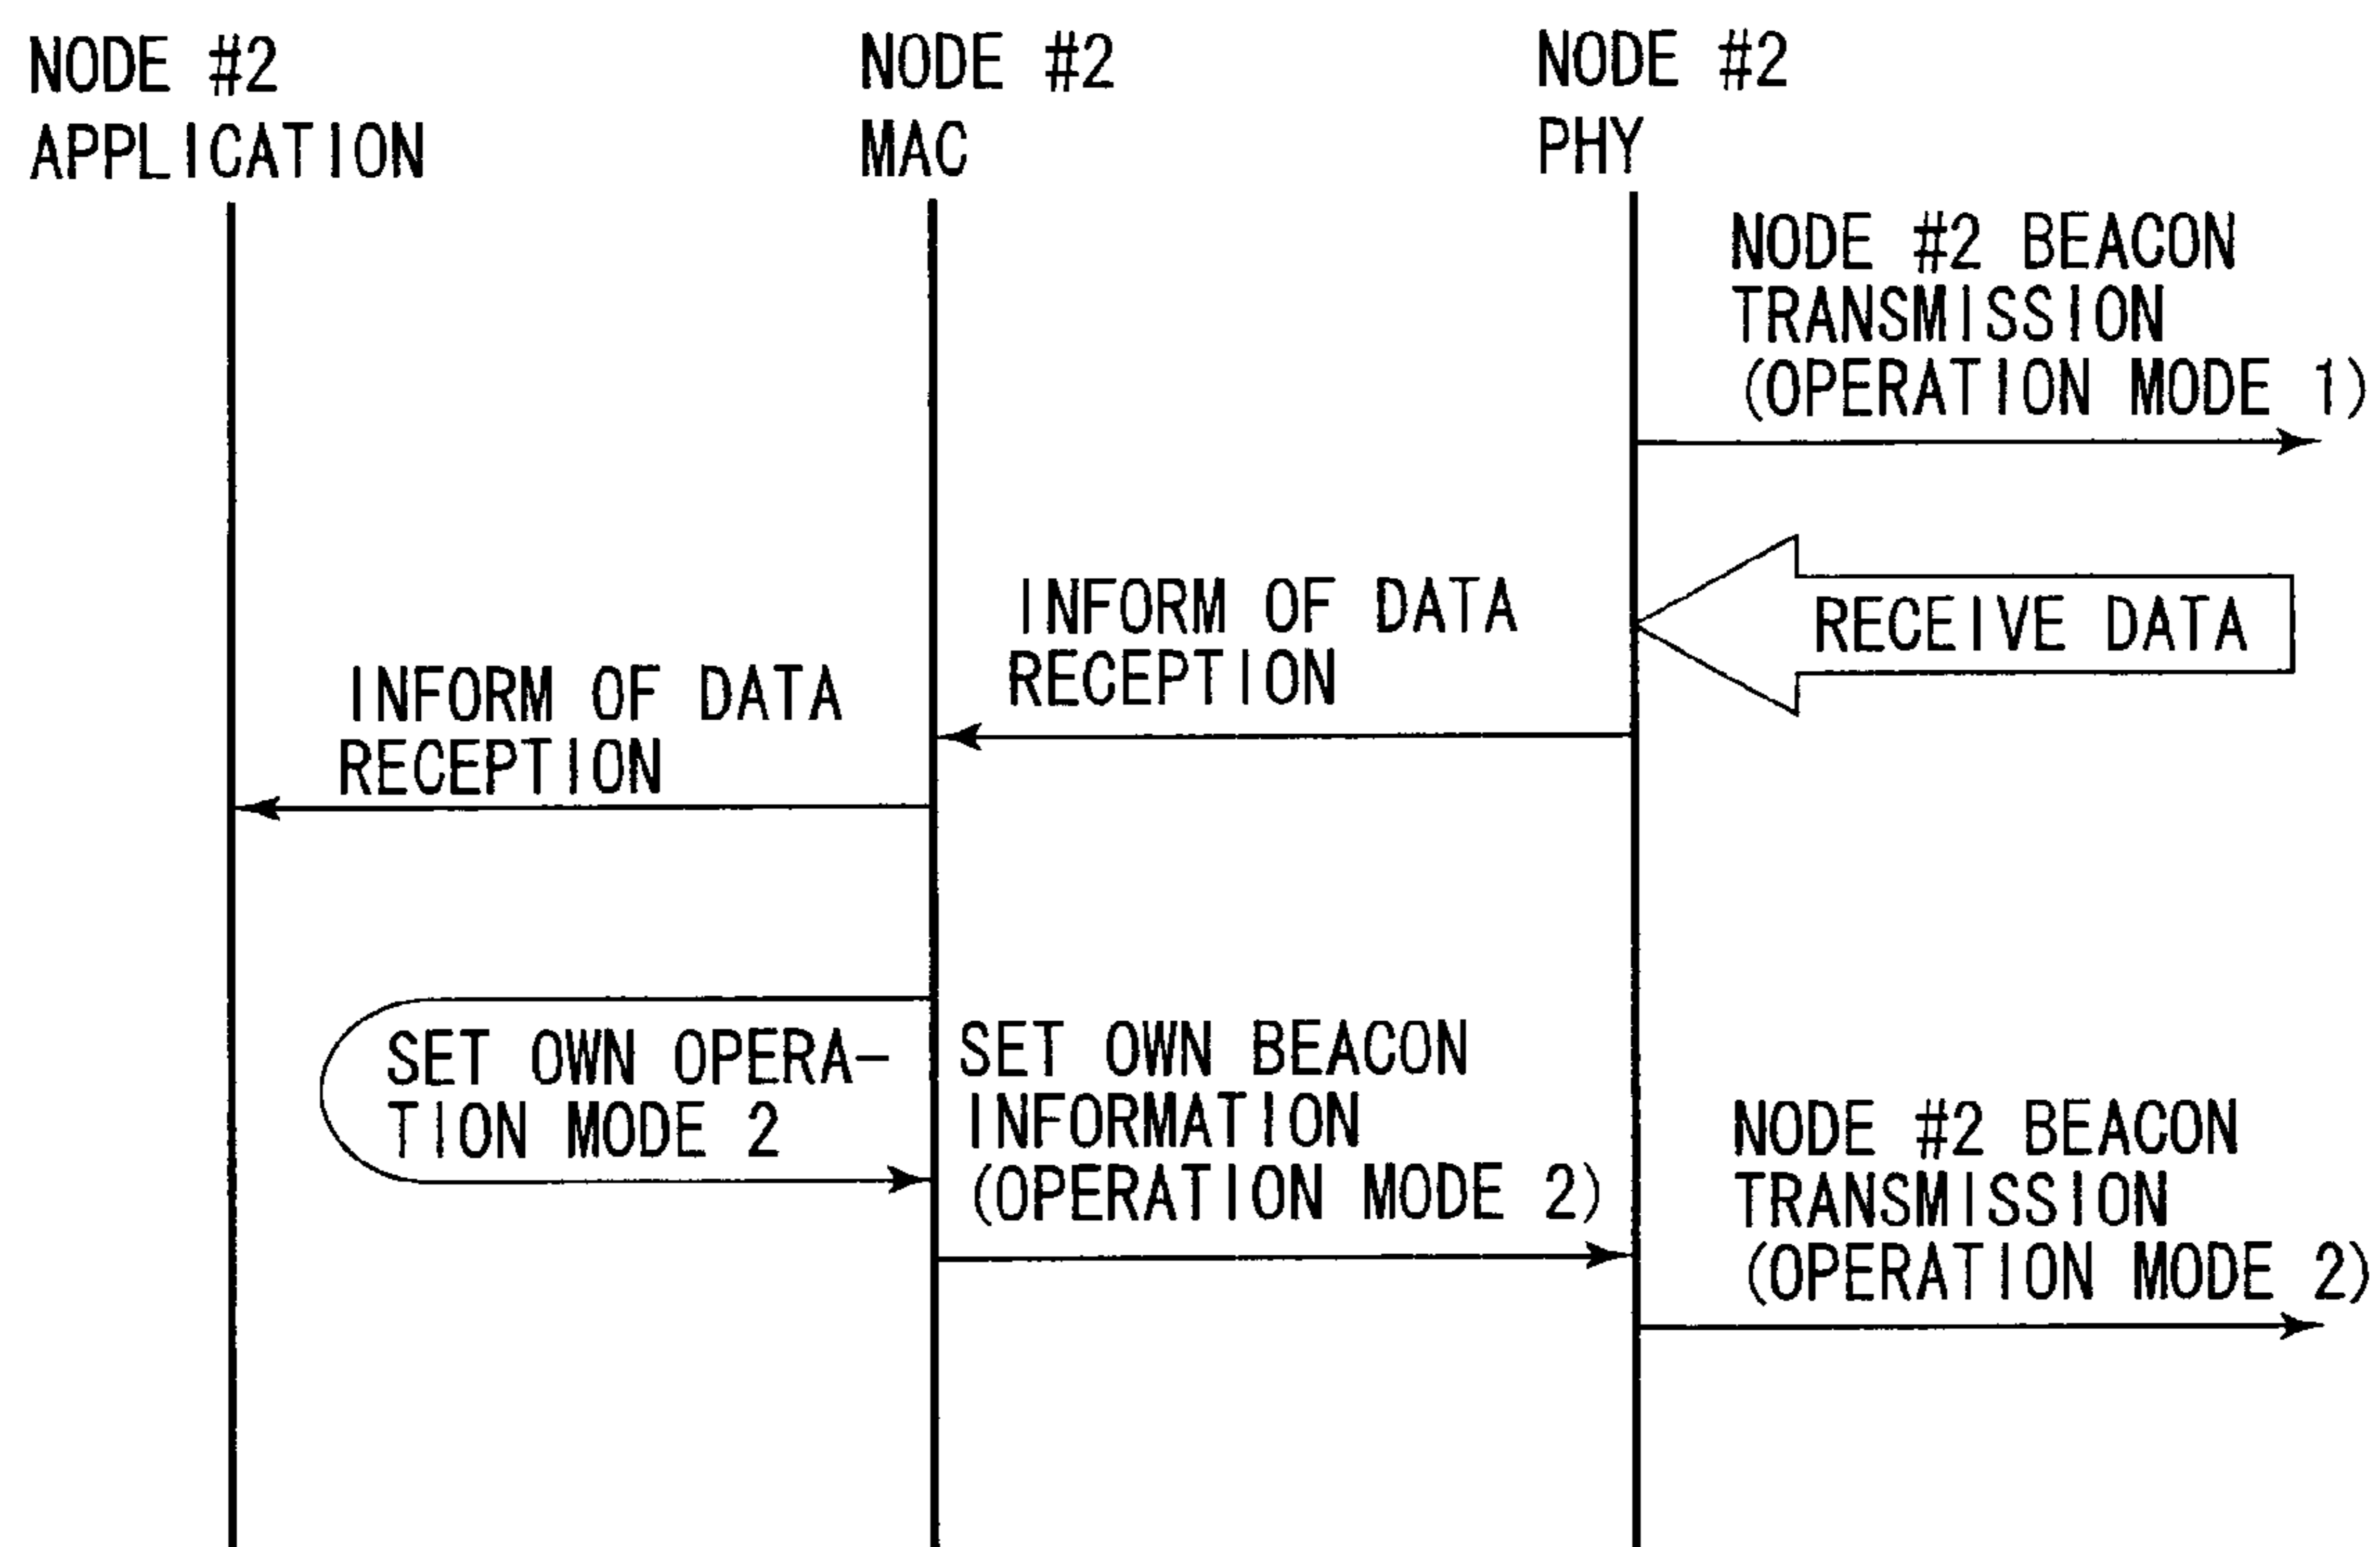 NODE #2
APPLICATION
NODE #2
MAC
NODE #2
PHY
NODE #2 BEACON
TRANSMISSION
(OPERATION MODE 1)
RECEIVE DATA
INFORM OF DATA
RECEPTION
INFORM OF DATA
RECEPTION
SET OWN OPERA-
TION MODE 2
SET OWN BEACON
INFORMATION
(OPERATION MODE 2)
NODE #2 BEACON
TRANSMISSION
(OPERATION MODE 2)